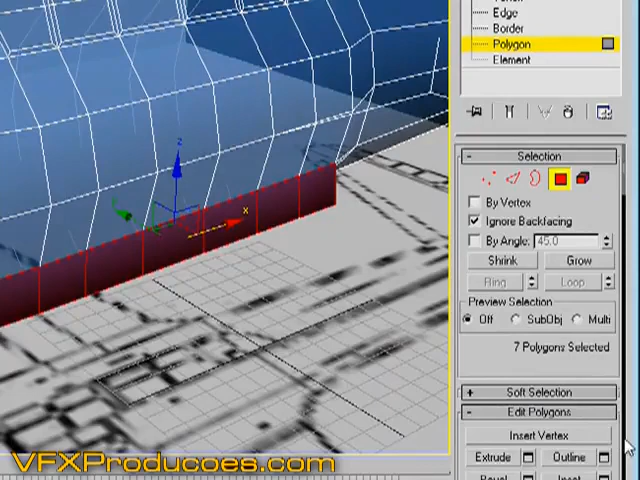 Edge
Border
Polygon
Element
- Selection
By Vertex
Ignore Backfacing
By Angle: 45.0
Shrink Grow
Ring Loop
Preview Selection
Off SubObj Multi
7 Polygons Selected
+ Soft Selection
- Edit Polygons
Insert Vertex
Extrude Outline
z
x
VFXProducoes.com